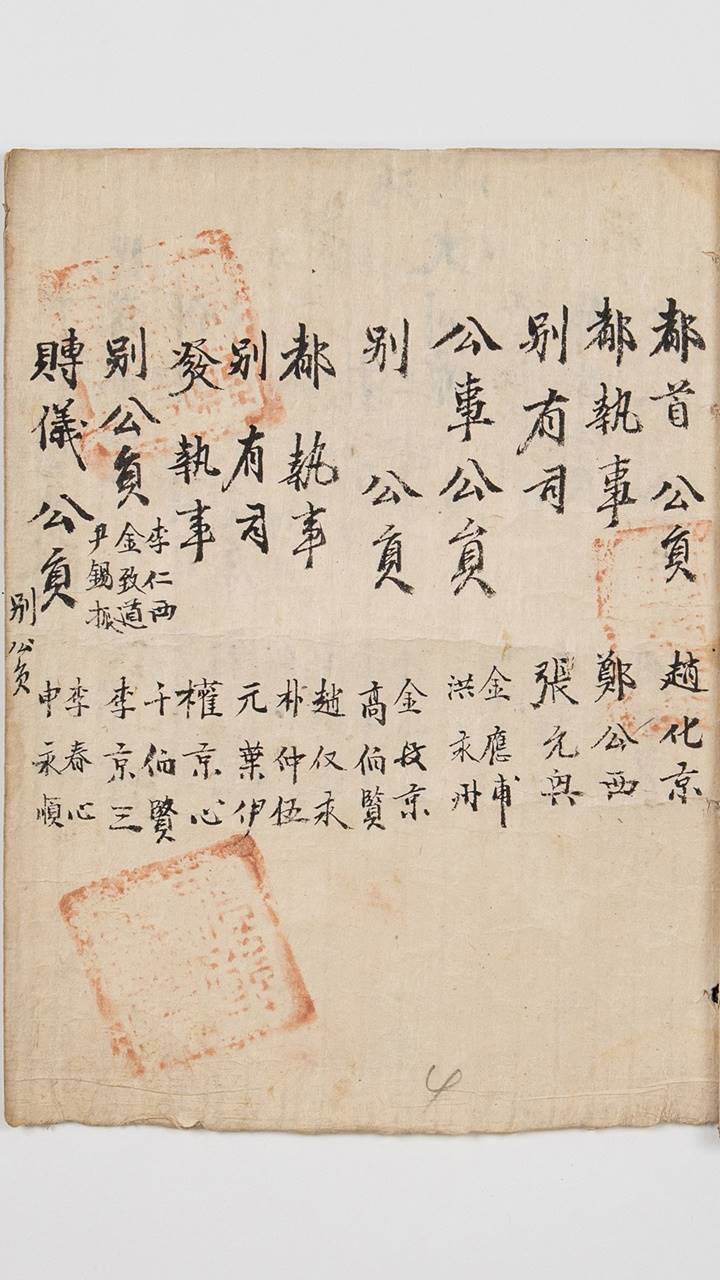 都首公員 趙化京
都執事 鄭公西
別有司 張允興
公事公員 金應甫
洪永州
別 公員 金牧京
高伯賢
都執事 趙仅永
朴仲伍
別有司 元葉伊
發執事 權京心
千伯賢
別公員 李仁西
金致道
尹錫振
李京三
賻儀公員 李春心
申永順
別公員
4